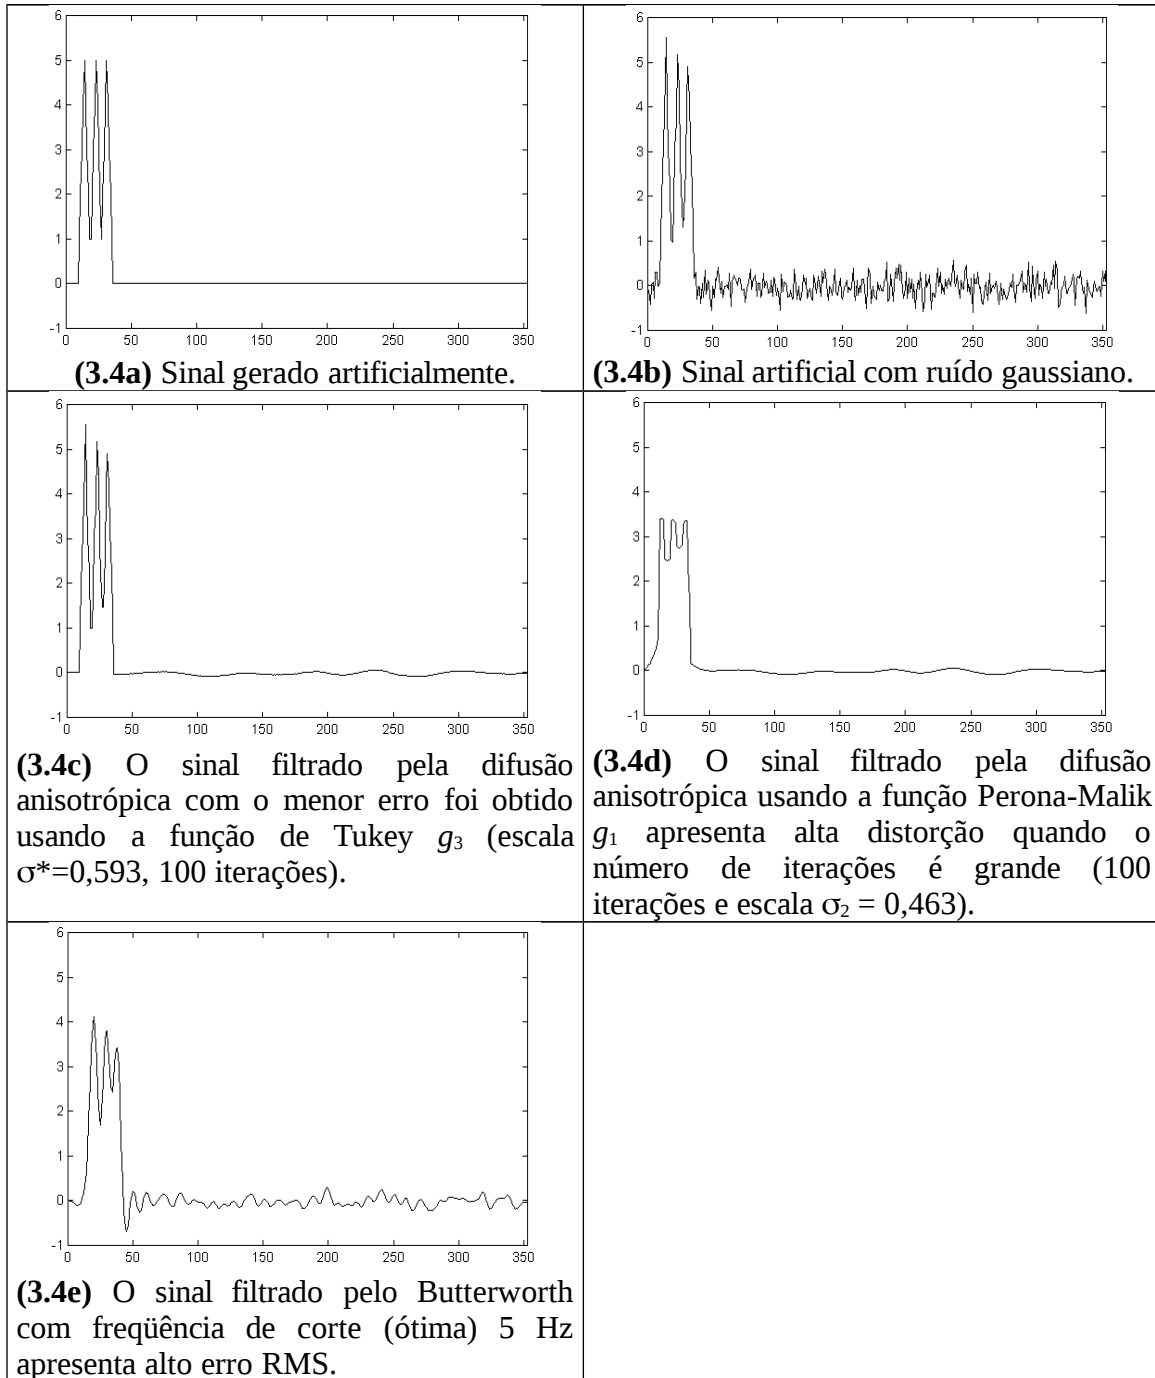 6
5
4
3
2
1
0
-1
0 50 100 150 200 250 300 350
(3.4a) Sinal gerado artificialmente.
6
5
4
3
2
1
0
-1
0 50 100 150 200 250 300 350
(3.4b) Sinal artificial com ruído gaussiano.
6
5
4
3
2
1
0
-1
0 50 100 150 200 250 300 350
(3.4c) O sinal filtrado pela difusão
anisotrópica com o menor erro foi obtido
usando a função de Tukey g3 (escala
σ*=0,593, 100 iterações).
6
5
4
3
2
1
0
-1
0 50 100 150 200 250 300 350
(3.4d) O sinal filtrado pela difusão
anisotrópica usando a função Perona-Malik
g1 apresenta alta distorção quando o
número de iterações é grande (100
iterações e escala σ2 = 0,463).
6
5
4
3
2
1
0
-1
0 50 100 150 200 250 300 350
(3.4e) O sinal filtrado pelo Butterworth
com freqüência de corte (ótima) 5 Hz
apresenta alto erro RMS.